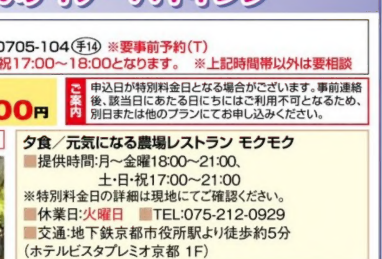 0705-104 手14 ※要事前予約(T)
祝17:00～18:00となります。 ※上記時間帯以外は要相談
00円
ご案内
申込日が特別料金日となる場合がございます。事前連絡
後、該当日にあたる日にちにはご利用不可となるため、
別日または他のプランにてお申し込みください。
夕食／元気になる農場レストラン モクモク
■提供時間:月～金曜18:00～21:00、
土・日・祝17:00～21:00
※特別料金日の詳細は現地にてご確認ください。
■休業日:火曜日 ■TEL:075-212-0929
■交通:地下鉄京都市役所駅より徒歩約5分
(ホテルビスタプレミオ京都 1F)